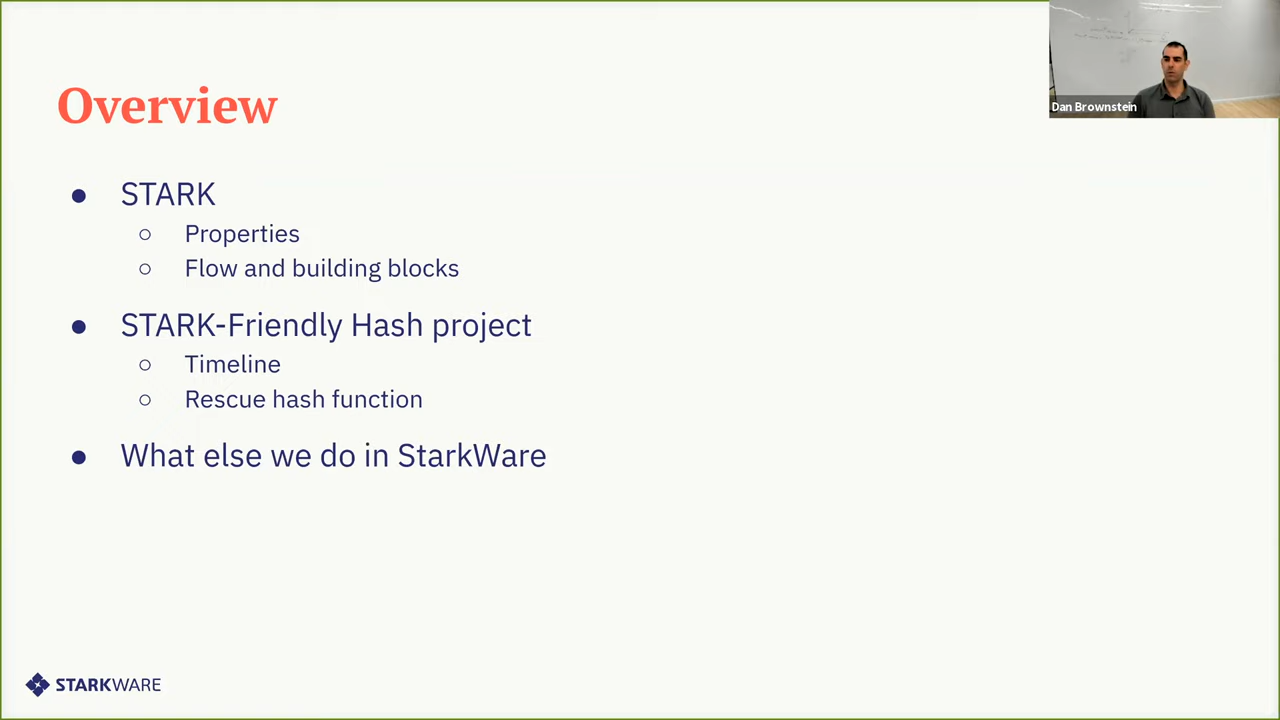 Overview
Dan Brownstein
● STARK
○ Properties
○ Flow and building blocks
● STARK-Friendly Hash project
○ Timeline
○ Rescue hash function
● What else we do in StarkWare
STARKWARE